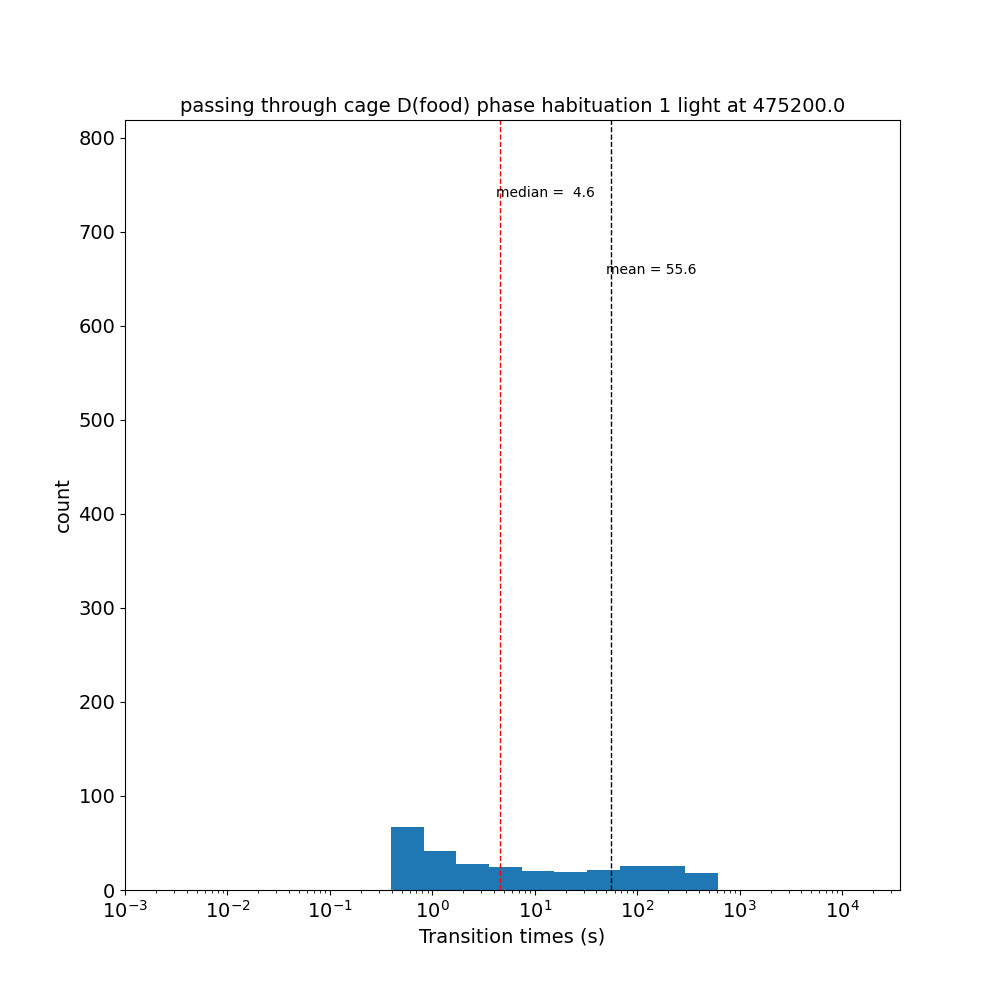 passing through cage D(food) phase habituation 1 light at 475200.0
800
700
600
500
400
300
200
100
0
count
median =  4.6
mean = 55.6
10⁻³ 10⁻² 10⁻¹ 10⁰ 10¹ 10² 10³ 10⁴
Transition times (s)